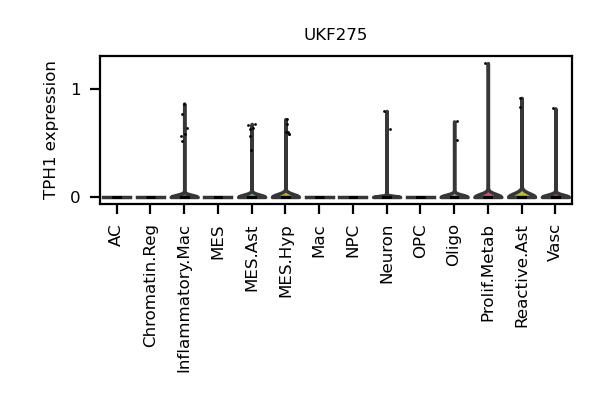 UKF275
TPH1 expression
1
0
AC
Chromatin.Reg
Inflammatory.Mac
MES
MES.Ast
MES.Hyp
Mac
NPC
Neuron
OPC
Oligo
Prolif.Metab
Reactive.Ast
Vasc